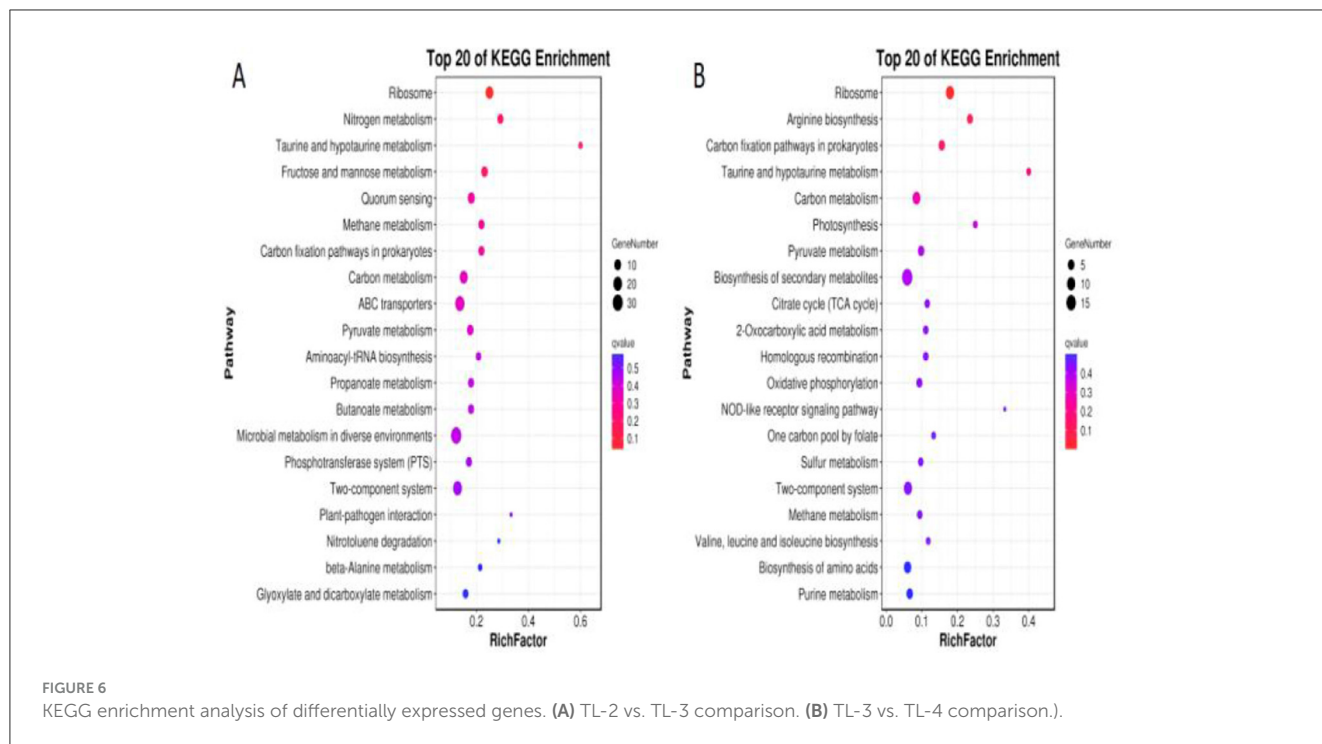 A
Top 20 of KEGG Enrichment
Pathway
Ribosome
Nitrogen metabolism
Taurine and hypotaurine metabolism
Fructose and mannose metabolism
Quorum sensing
Methane metabolism
Carbon fixation pathways in prokaryotes
Carbon metabolism
ABC transporters
Pyruvate metabolism
Aminoacyl-tRNA biosynthesis
Propanoate metabolism
Butanoate metabolism
Microbial metabolism in diverse environments
Phosphotransferase system (PTS)
Two-component system
Plant-pathogen interaction
Nitrotoluene degradation
beta-Alanine metabolism
Glyoxylate and dicarboxylate metabolism
0.2 0.4 0.6
RichFactor
GeneNumber
10
20
30
qvalue
0.5
0.4
0.3
0.2
0.1
B
Top 20 of KEGG Enrichment
Pathway
Ribosome
Arginine biosynthesis
Carbon fixation pathways in prokaryotes
Taurine and hypotaurine metabolism
Carbon metabolism
Photosynthesis
Pyruvate metabolism
Biosynthesis of secondary metabolites
Citrate cycle (TCA cycle)
2-Oxocarboxylic acid metabolism
Homologous recombination
Oxidative phosphorylation
NOD-like receptor signaling pathway
One carbon pool by folate
Sulfur metabolism
Two-component system
Methane metabolism
Valine, leucine and isoleucine biosynthesis
Biosynthesis of amino acids
Purine metabolism
0.0 0.1 0.2 0.3 0.4
RichFactor
GeneNumber
5
10
15
qvalue
0.4
0.3
0.2
0.1
FIGURE 6
KEGG enrichment analysis of differentially expressed genes. (A) TL-2 vs. TL-3 comparison. (B) TL-3 vs. TL-4 comparison.).